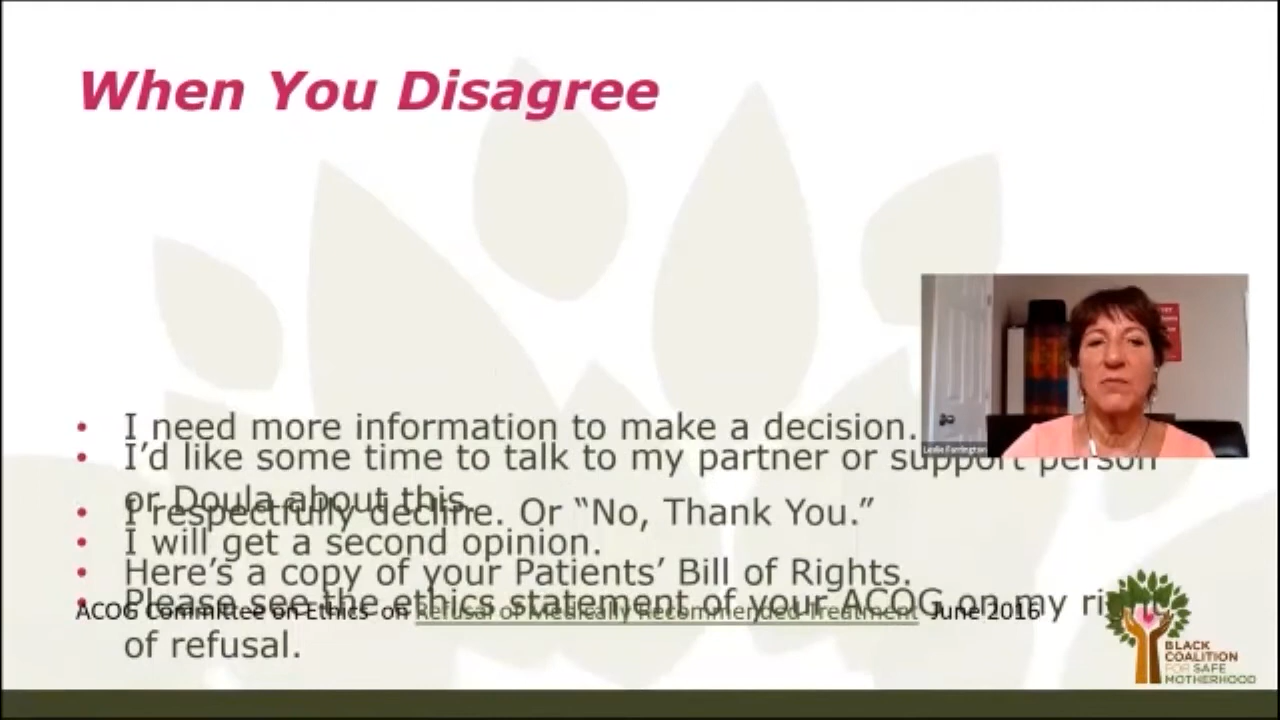 When You Disagree
• I need more information to make a decision.
• I’d like some time to talk to my partner or support person
or Doula about this.
• I respectfully decline. Or “No, Thank You.”
• I will get a second opinion.
• Here’s a copy of your Patients’ Bill of Rights.
• Please see the ethics statement of your ACOG on my right
of refusal.
ACOG Committee on Ethics on Refusal of Medically Recommended Treatment June 2016
Leslie Farrington
BLACK
COALITION
FOR SAFE
MOTHERHOOD